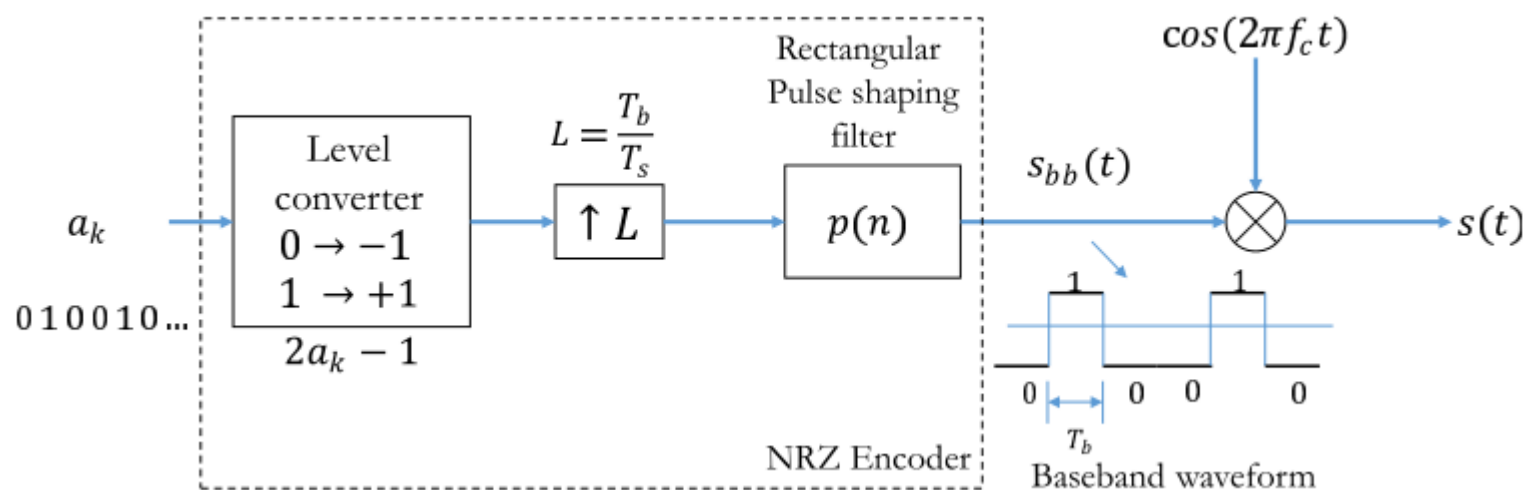 a_k
0 1 0 0 1 0 ...
Level
converter
0 → −1
1 → +1
2a_k − 1
L = T_b / T_s
↑ L
Rectangular
Pulse shaping
filter
p(n)
NRZ Encoder
s_bb(t)
cos(2πf_c t)
s(t)
1 1
0 0 0 0
T_b
Baseband waveform